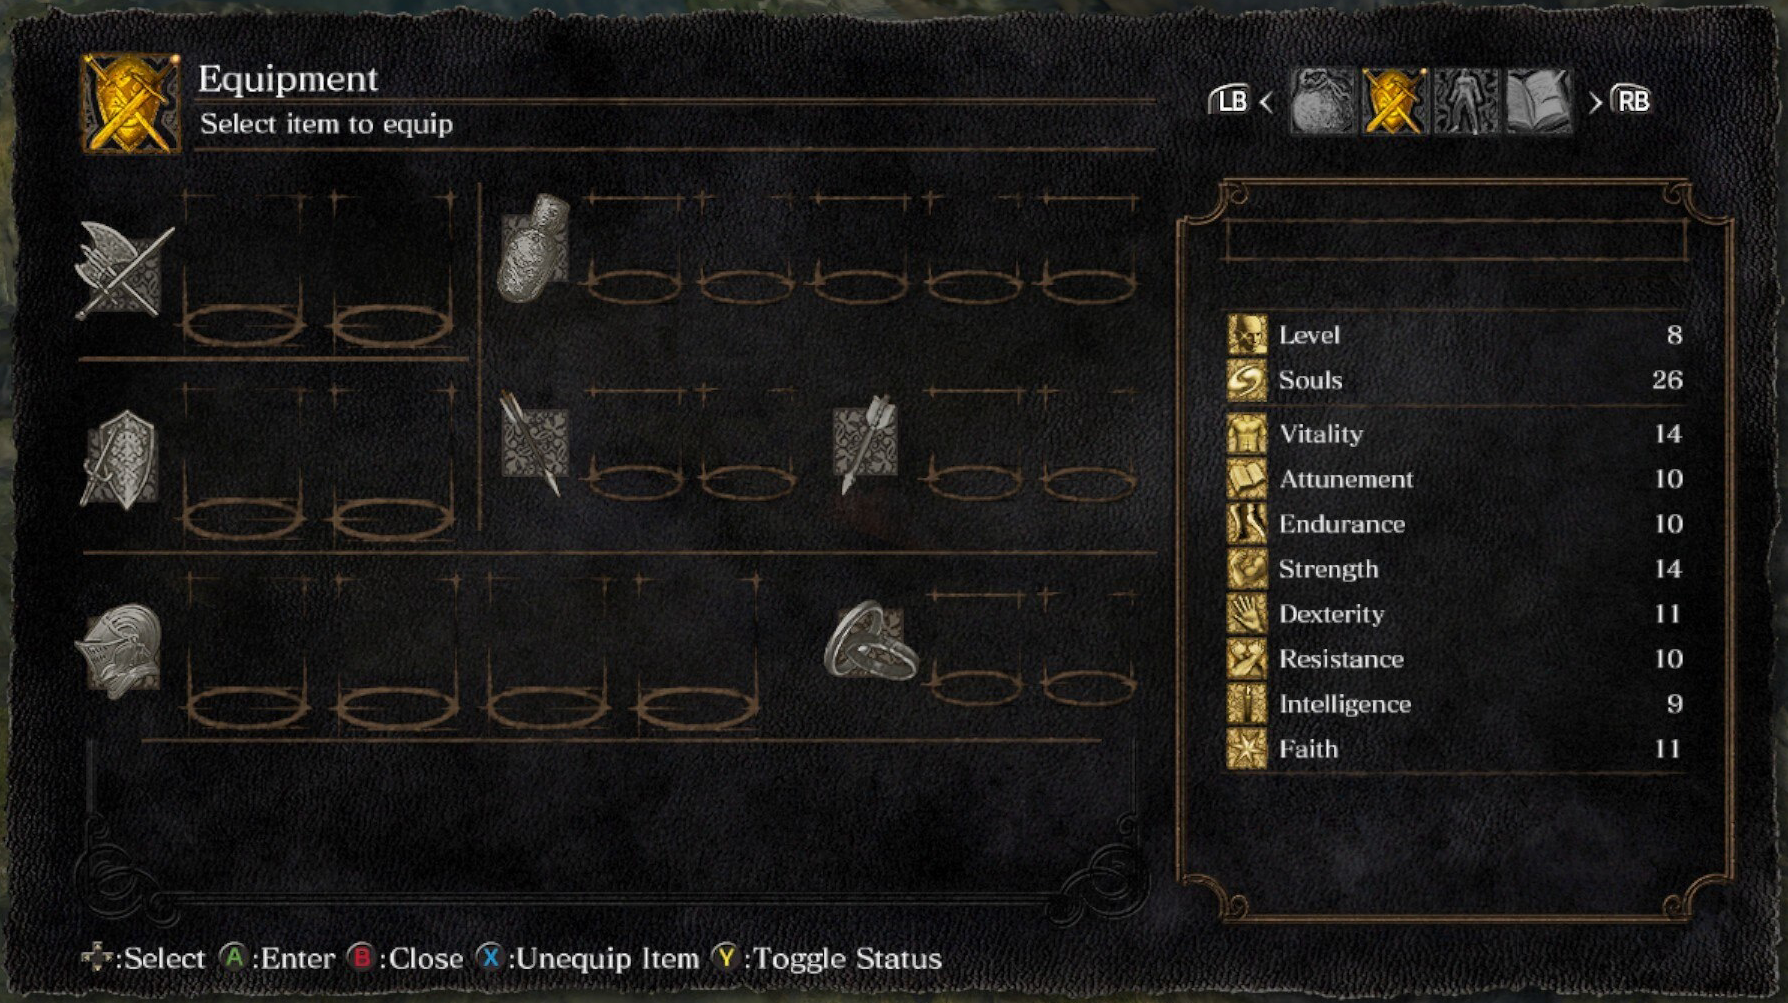 Equipment
Select item to equip
LB < > RB
Level 8
Souls 26
Vitality 14
Attunement 10
Endurance 10
Strength 14
Dexterity 11
Resistance 10
Intelligence 9
Faith 11
:Select A:Enter B:Close X:Unequip Item Y:Toggle Status